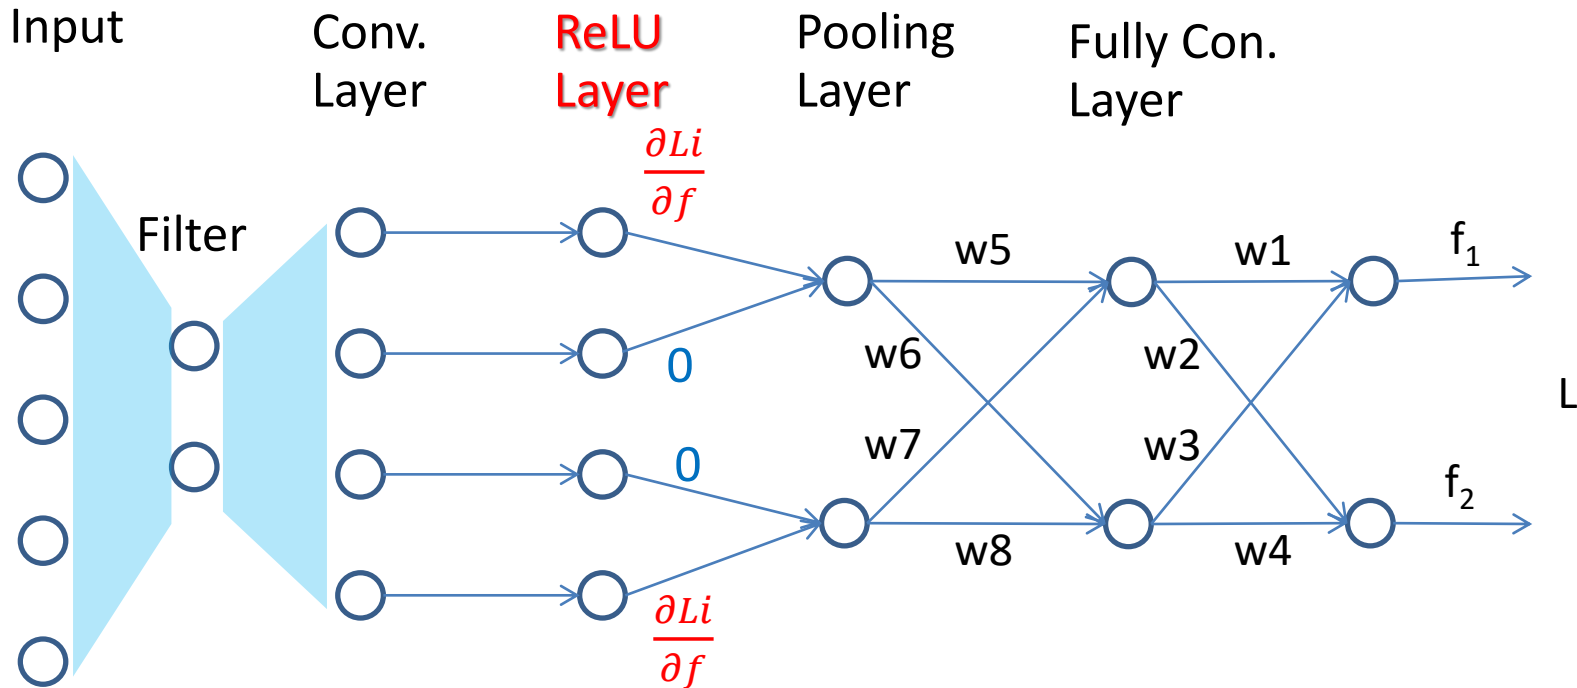 Input
Conv.
Layer
ReLU
Layer
Pooling
Layer
Fully Con.
Layer
∂Li
∂f
Filter
w5
w1
f₁
0
w6
w2
L
w7
w3
0
f₂
w8
w4
∂Li
∂f